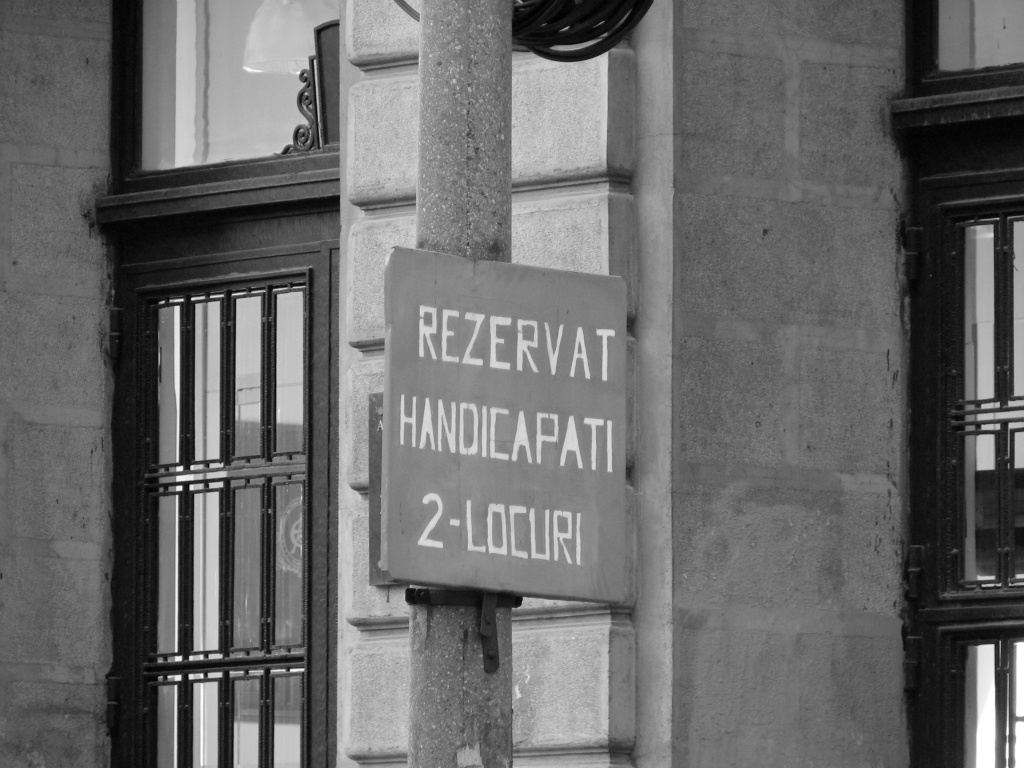 REZERVAT
HANDICAPATI
2-LOCURI